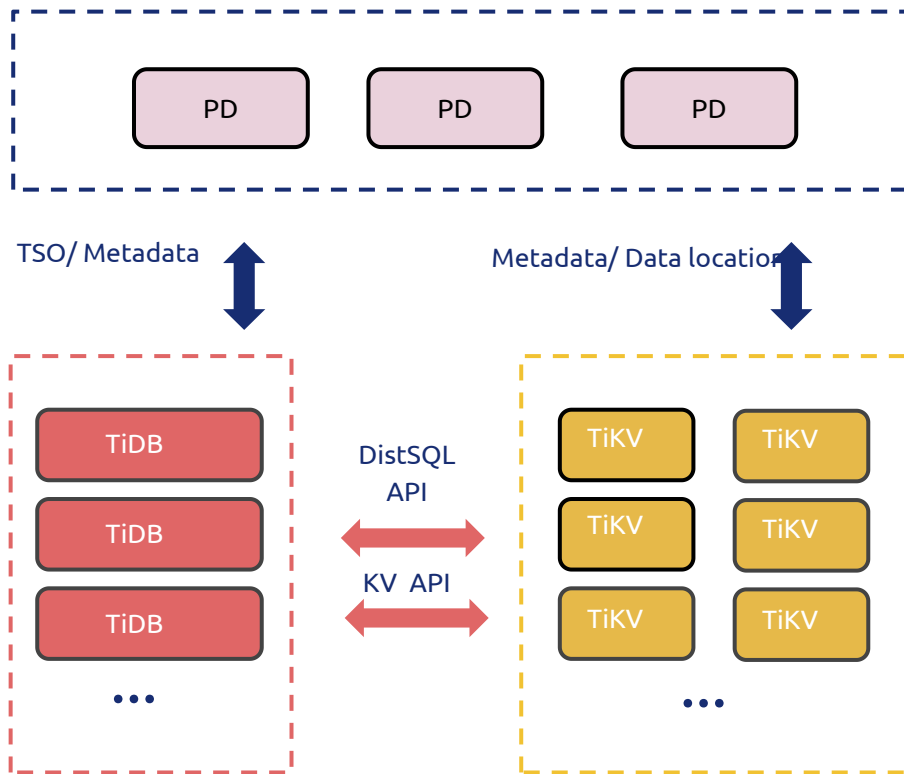 PD
PD
PD
TSO/ Metadata
Metadata/ Data location
TiDB
TiDB
TiDB
...
DistSQL
API
KV API
TiKV
TiKV
TiKV
TiKV
TiKV
TiKV
...